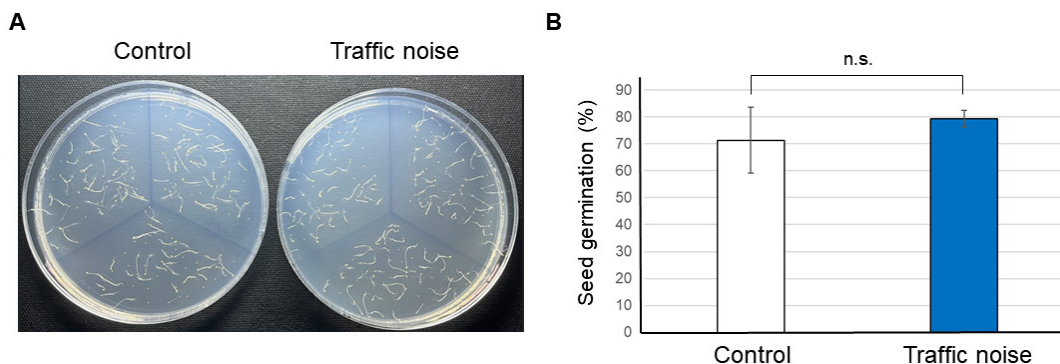 A
B
Control
Traffic noise
n.s.
Seed germination (%)
90
80
70
60
50
40
30
20
10
0
Control
Traffic noise